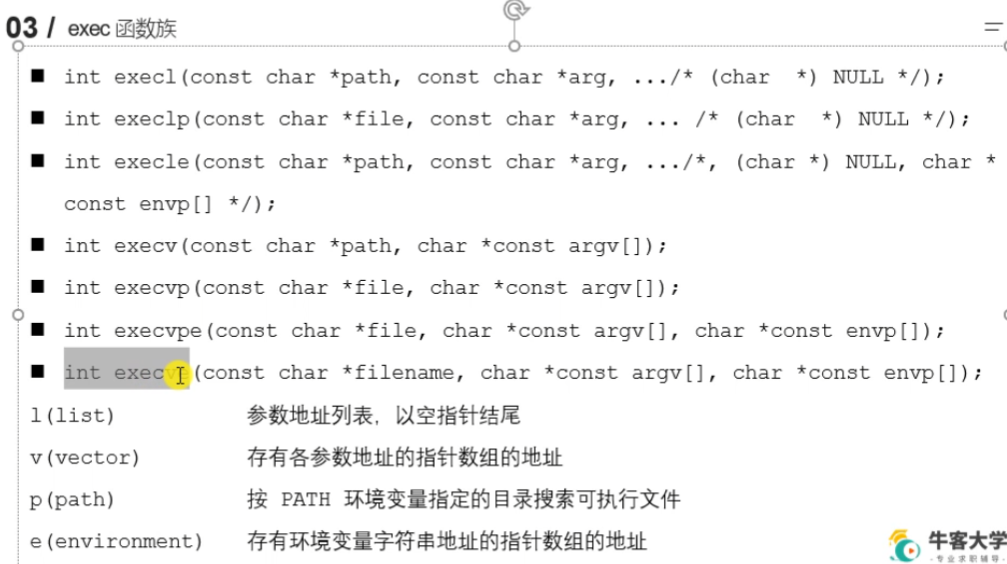 03 / exec 函数族
■ int execl(const char *path, const char *arg, .../* (char *) NULL */);
■ int execlp(const char *file, const char *arg, ... /* (char *) NULL */);
■ int execle(const char *path, const char *arg, .../*, (char *) NULL, char *
const envp[] */);
■ int execv(const char *path, char *const argv[]);
■ int execvp(const char *file, char *const argv[]);
■ int execvpe(const char *file, char *const argv[], char *const envp[]);
■ int execve(const char *filename, char *const argv[], char *const envp[]);
l(list) 参数地址列表，以空指针结尾
v(vector) 存有各参数地址的指针数组的地址
p(path) 按 PATH 环境变量指定的目录搜索可执行文件
e(environment) 存有环境变量字符串地址的指针数组的地址
牛客大学
-专业求职辅导-